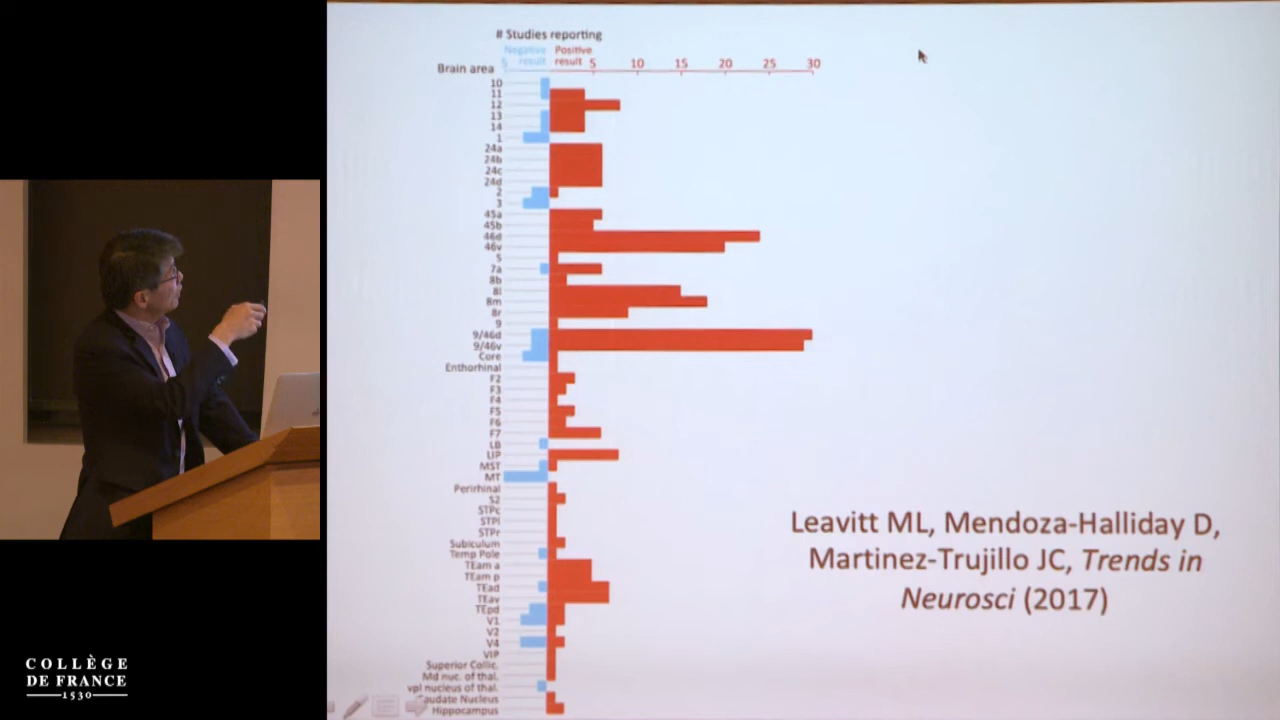 # Studies reporting
Negative Positive
result result
5 5 10 15 20 25 30
Brain area
10
11
12
13
14
1
24a
24b
24c
24d
2
3
45a
45b
46d
46v
5
7a
8b
8l
8m
8r
9
9/46d
9/46v
Core
Enthorhinal
F2
F3
F4
F5
F6
F7
LB
LIP
MST
MT
Perirhinal
S2
STPc
STPl
STPr
Subiculum
Temp Pole
TEam a
TEam p
TEad
TEav
TEpd
V1
V2
V4
VIP
Superior Collic.
Md nuc. of thal.
vpl nucleus of thal.
Caudate Nucleus
Hippocampus
Leavitt ML, Mendoza-Halliday D,
Martinez-Trujillo JC, Trends in
Neurosci (2017)
COLLÈGE
DE FRANCE
1530